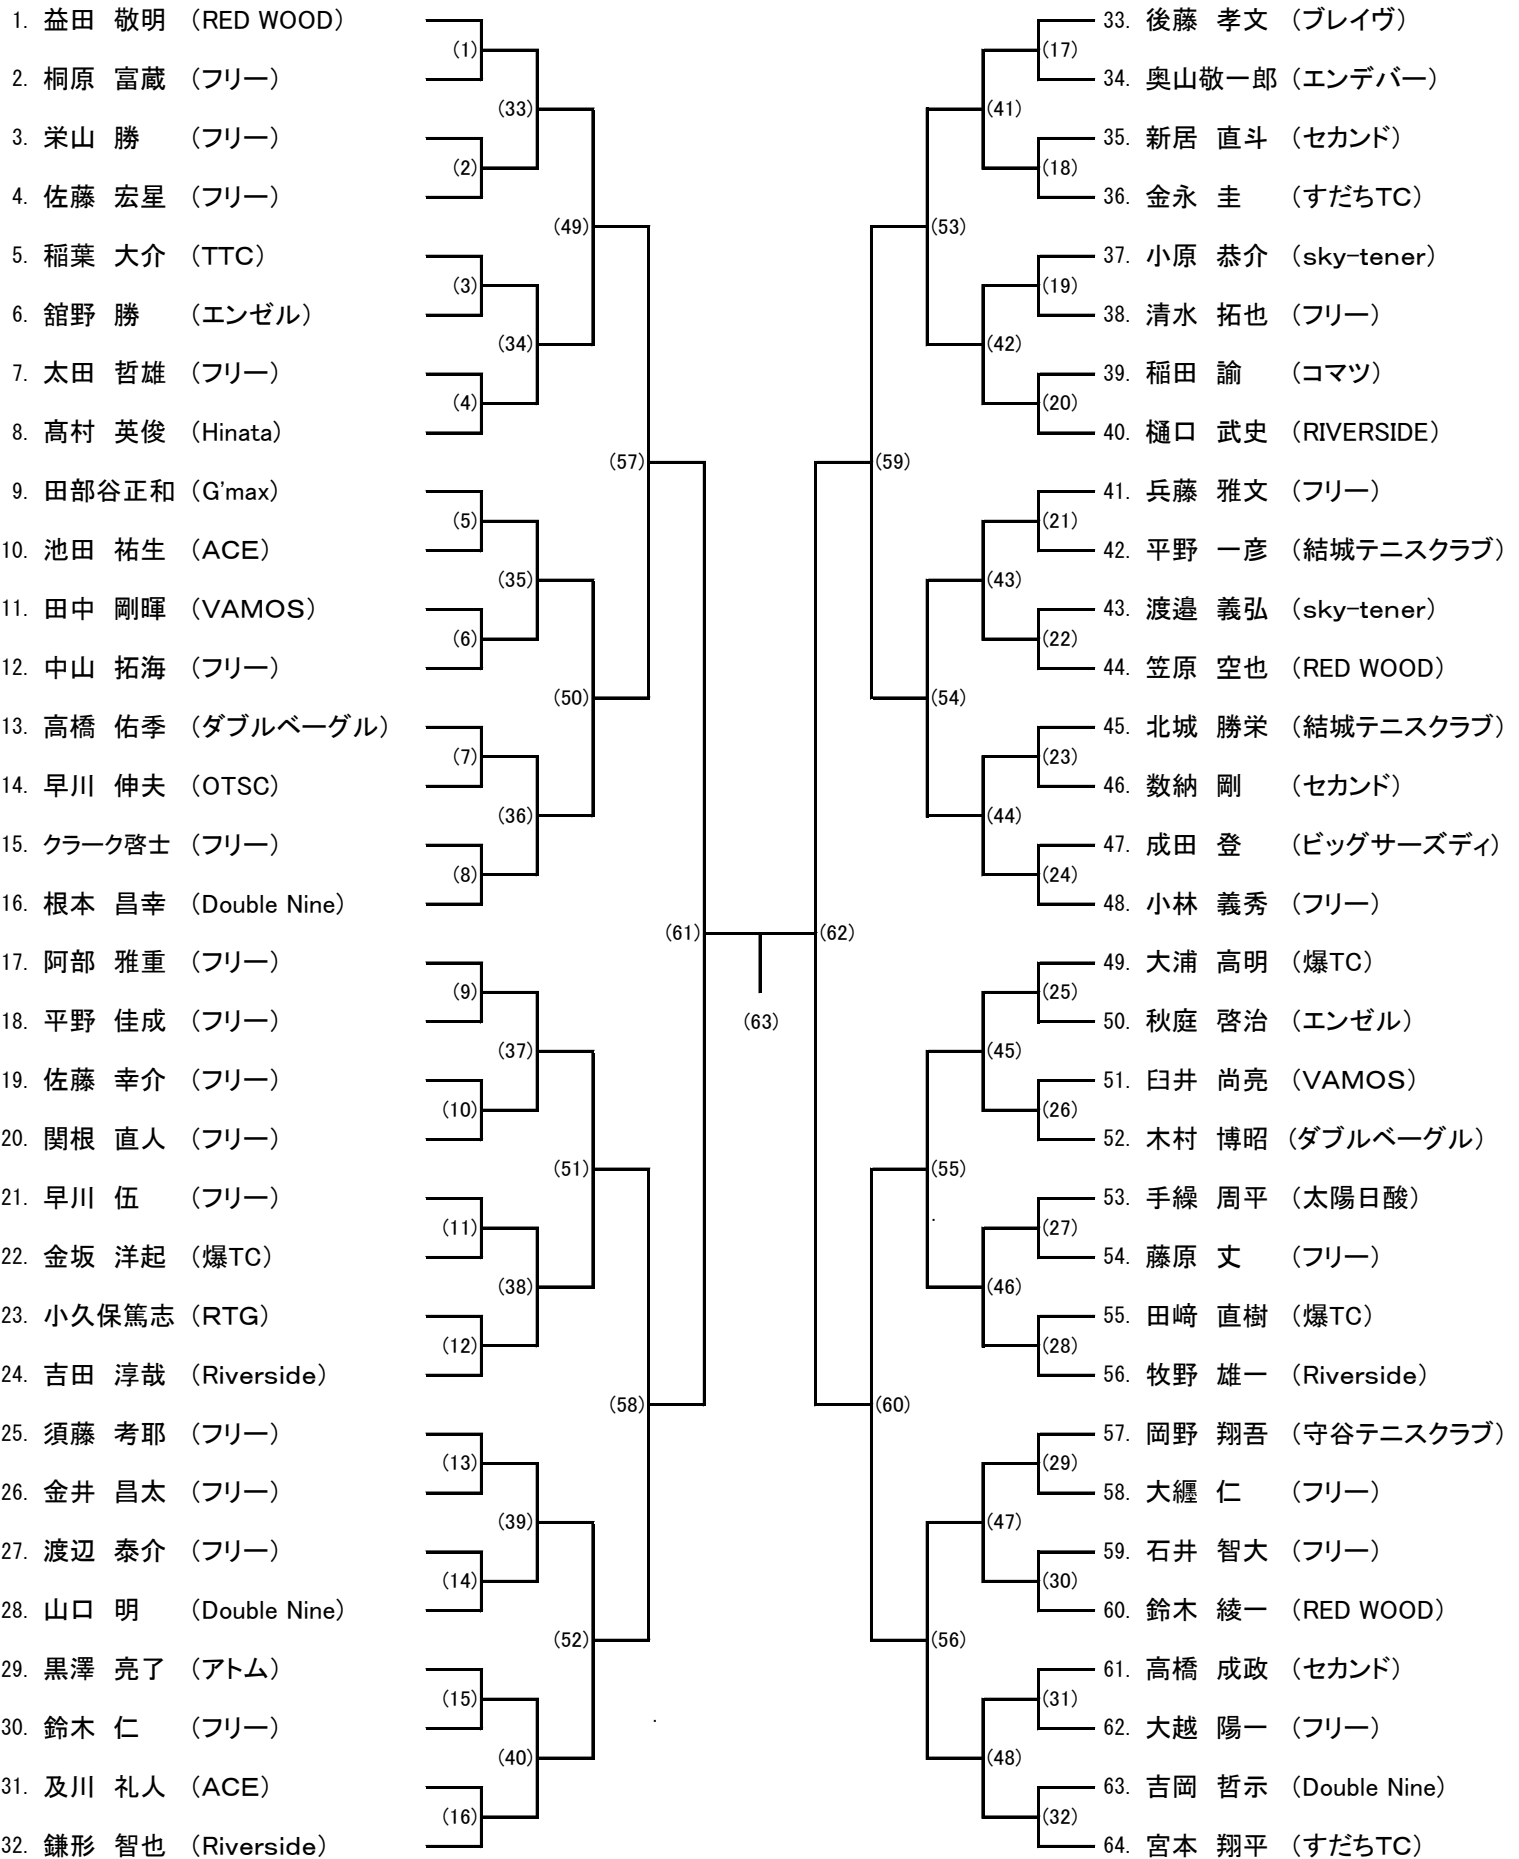 1. 益田 敬明 （RED WOOD）
(1)
2. 桐原 富蔵 （フリー）
(33)
3. 栄山 勝 （フリー）
(2)
4. 佐藤 宏星 （フリー）
(49)
5. 稲葉 大介 （TTC）
(3)
6. 舘野 勝 （エンゼル）
(34)
7. 太田 哲雄 （フリー）
(4)
8. 髙村 英俊 （Hinata）
(57)
9. 田部谷正和 （G'max）
(5)
10. 池田 祐生 （ACE）
(35)
11. 田中 剛暉 （VAMOS）
(6)
12. 中山 拓海 （フリー）
(50)
13. 高橋 佑季 （ダブルベーグル）
(7)
14. 早川 伸夫 （OTSC）
(36)
15. クラーク啓士 （フリー）
(8)
16. 根本 昌幸 （Double Nine）
(61)
17. 阿部 雅重 （フリー）
(9)
18. 平野 佳成 （フリー）
(37)
19. 佐藤 幸介 （フリー）
(10)
20. 関根 直人 （フリー）
(51)
21. 早川 伍 （フリー）
(11)
22. 金坂 洋起 （爆TC）
(38)
23. 小久保篤志 （RTG）
(12)
24. 吉田 淳哉 （Riverside）
(58)
25. 須藤 考耶 （フリー）
(13)
26. 金井 昌太 （フリー）
(39)
27. 渡辺 泰介 （フリー）
(14)
28. 山口 明 （Double Nine）
(52)
29. 黒澤 亮了 （アトム）
(15)
30. 鈴木 仁 （フリー）
(40)
31. 及川 礼人 （ACE）
(16)
32. 鎌形 智也 （Riverside）
(63)
33. 後藤 孝文 （ブレイヴ）
(17)
34. 奥山敬一郎 （エンデバー）
(41)
35. 新居 直斗 （セカンド）
(18)
36. 金永 圭 （すだちTC）
(53)
37. 小原 恭介 （sky-tener）
(19)
38. 清水 拓也 （フリー）
(42)
39. 稲田 諭 （コマツ）
(20)
40. 樋口 武史 （RIVERSIDE）
(59)
41. 兵藤 雅文 （フリー）
(21)
42. 平野 一彦 （結城テニスクラブ）
(43)
43. 渡邉 義弘 （sky-tener）
(22)
44. 笠原 空也 （RED WOOD）
(54)
45. 北城 勝栄 （結城テニスクラブ）
(23)
46. 数納 剛 （セカンド）
(44)
47. 成田 登 （ビッグサーズディ）
(24)
48. 小林 義秀 （フリー）
(62)
49. 大浦 高明 （爆TC）
(25)
50. 秋庭 啓治 （エンゼル）
(45)
51. 臼井 尚亮 （VAMOS）
(26)
52. 木村 博昭 （ダブルベーグル）
(55)
53. 手繰 周平 （太陽日酸）
(27)
54. 藤原 丈 （フリー）
(46)
55. 田﨑 直樹 （爆TC）
(28)
56. 牧野 雄一 （Riverside）
(60)
57. 岡野 翔吾 （守谷テニスクラブ）
(29)
58. 大纒 仁 （フリー）
(47)
59. 石井 智大 （フリー）
(30)
60. 鈴木 綾一 （RED WOOD）
(56)
61. 高橋 成政 （セカンド）
(31)
62. 大越 陽一 （フリー）
(48)
63. 吉岡 哲示 （Double Nine）
(32)
64. 宮本 翔平 （すだちTC）